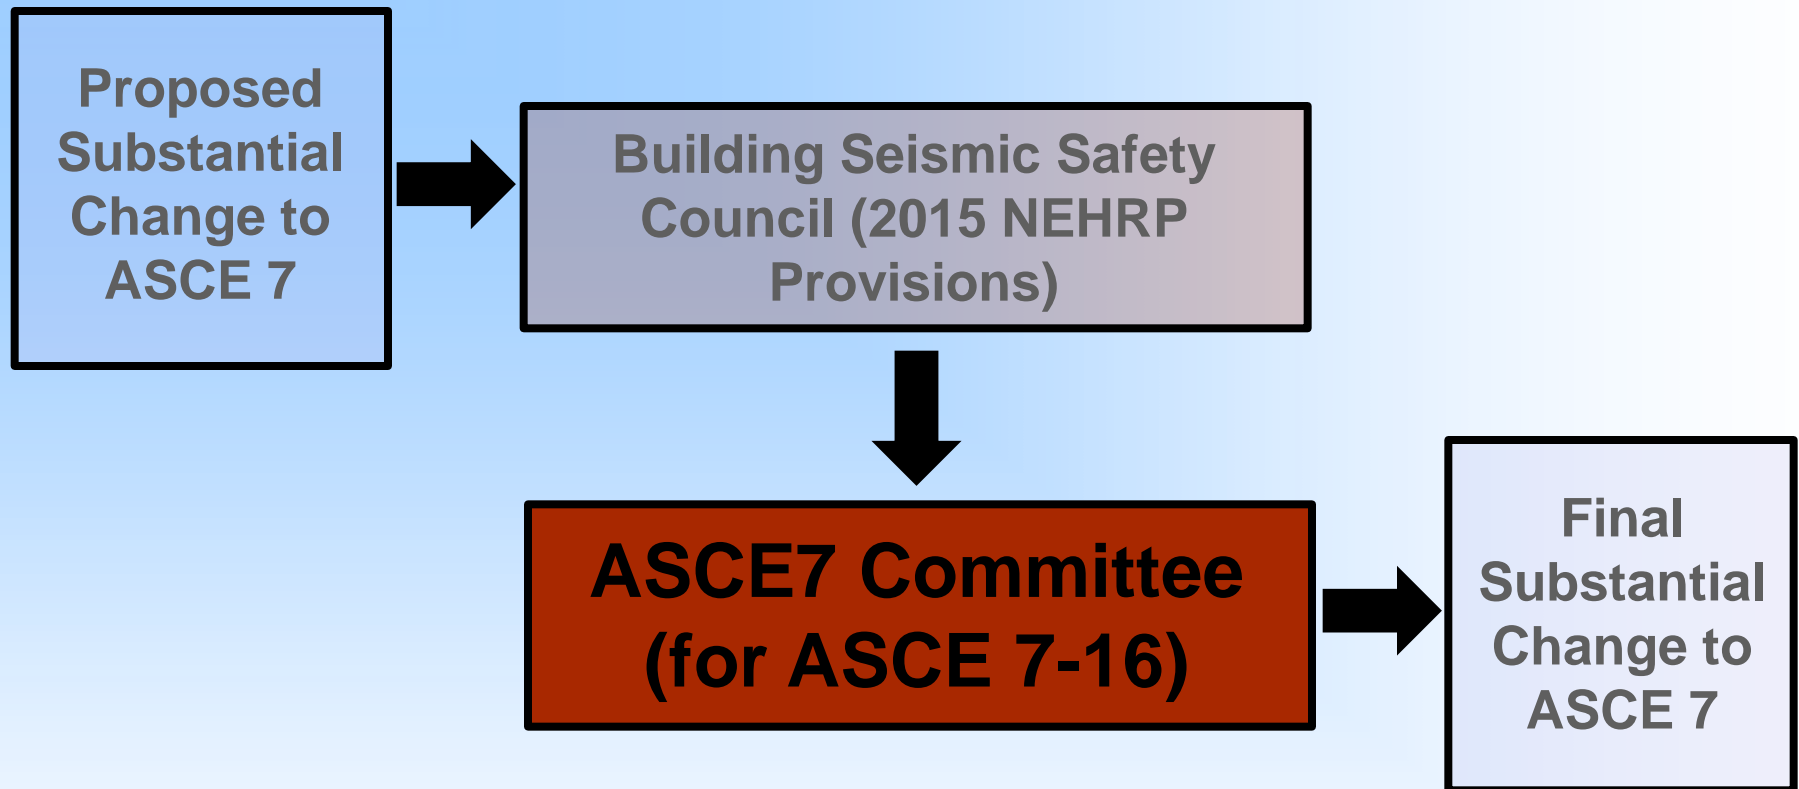 Proposed
Substantial
Change to
ASCE 7
Building Seismic Safety
Council (2015 NEHRP
Provisions)
ASCE7 Committee
(for ASCE 7-16)
Final
Substantial
Change to
ASCE 7